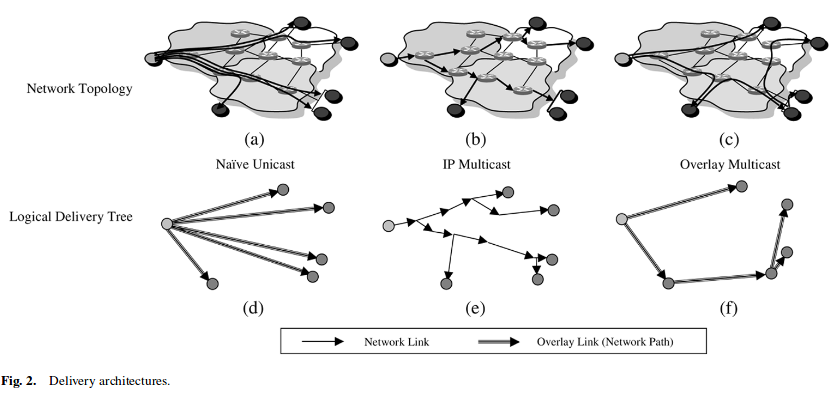 Network Topology
(a)
(b)
(c)
Naïve Unicast
IP Multicast
Overlay Multicast
Logical Delivery Tree
(d)
(e)
(f)
Network Link
Overlay Link (Network Path)
Fig. 2. Delivery architectures.